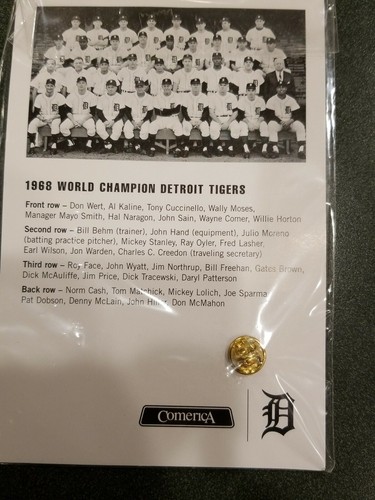 1968 WORLD CHAMPION DETROIT TIGERS
Front row – Don Wert, Al Kaline, Tony Cuccinello, Wally Moses,
Manager Mayo Smith, Hal Naragon, John Sain, Wayne Comer, Willie Horton
Second row – Bill Behm (trainer), John Hand (equipment), Julio Moreno
(batting practice pitcher), Mickey Stanley, Ray Oyler, Fred Lasher,
Earl Wilson, Jon Warden, Charles C. Creedon (traveling secretary)
Third row – Roy Face, John Wyatt, Jim Northrup, Bill Freehan, Gates Brown,
Dick McAuliffe, Jim Price, Dick Tracewski, Daryl Patterson
Back row – Norm Cash, Tom Matchick, Mickey Lolich, Joe Sparma
Pat Dobson, Denny McLain, John Hiller, Don McMahon
ComericA
D